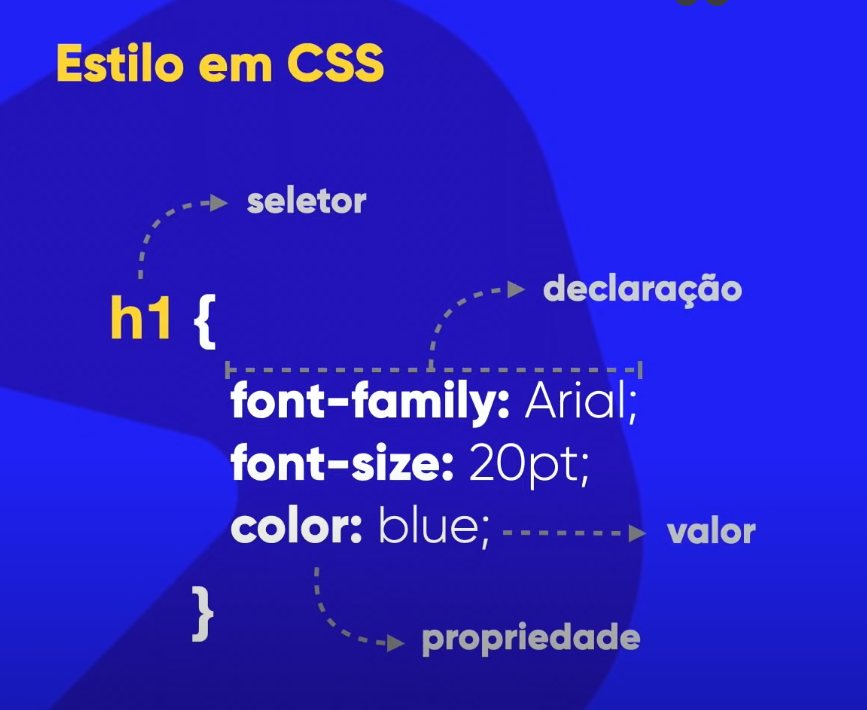 Estilo em CSS
seletor
h1 {
declaração
font-family: Arial;
font-size: 20pt;
color: blue;
valor
}
propriedade